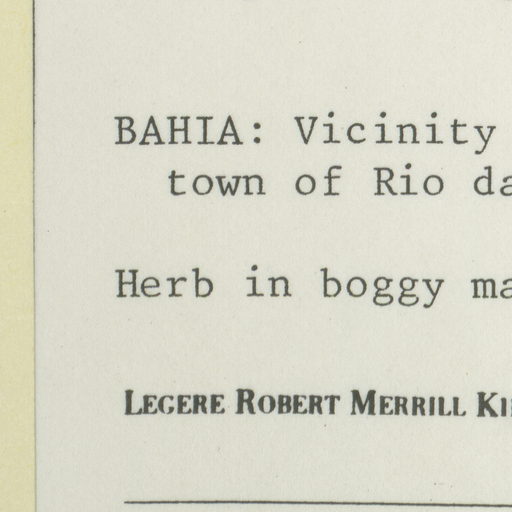 BAHIA: Vicinity
town of Rio da
Herb in boggy ma
LEGERE ROBERT MERRILL KI